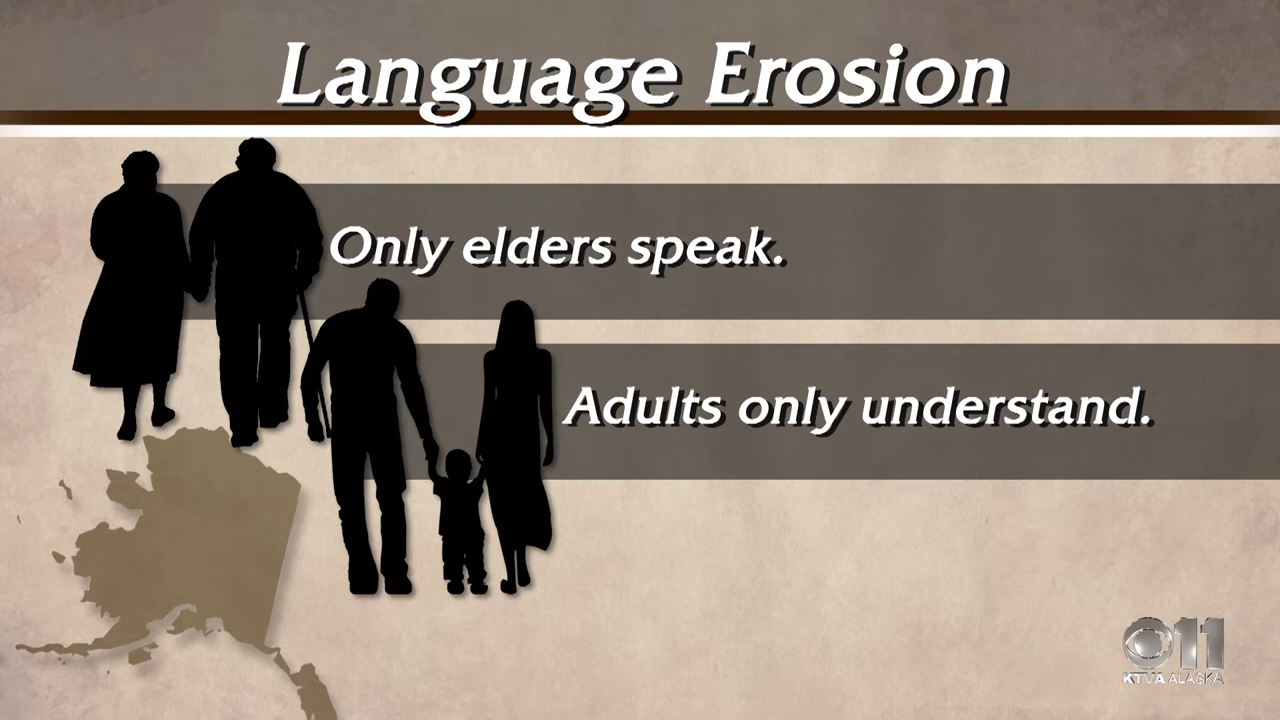 Language Erosion
Only elders speak.
Adults only understand.
11
KTVA ALASKA